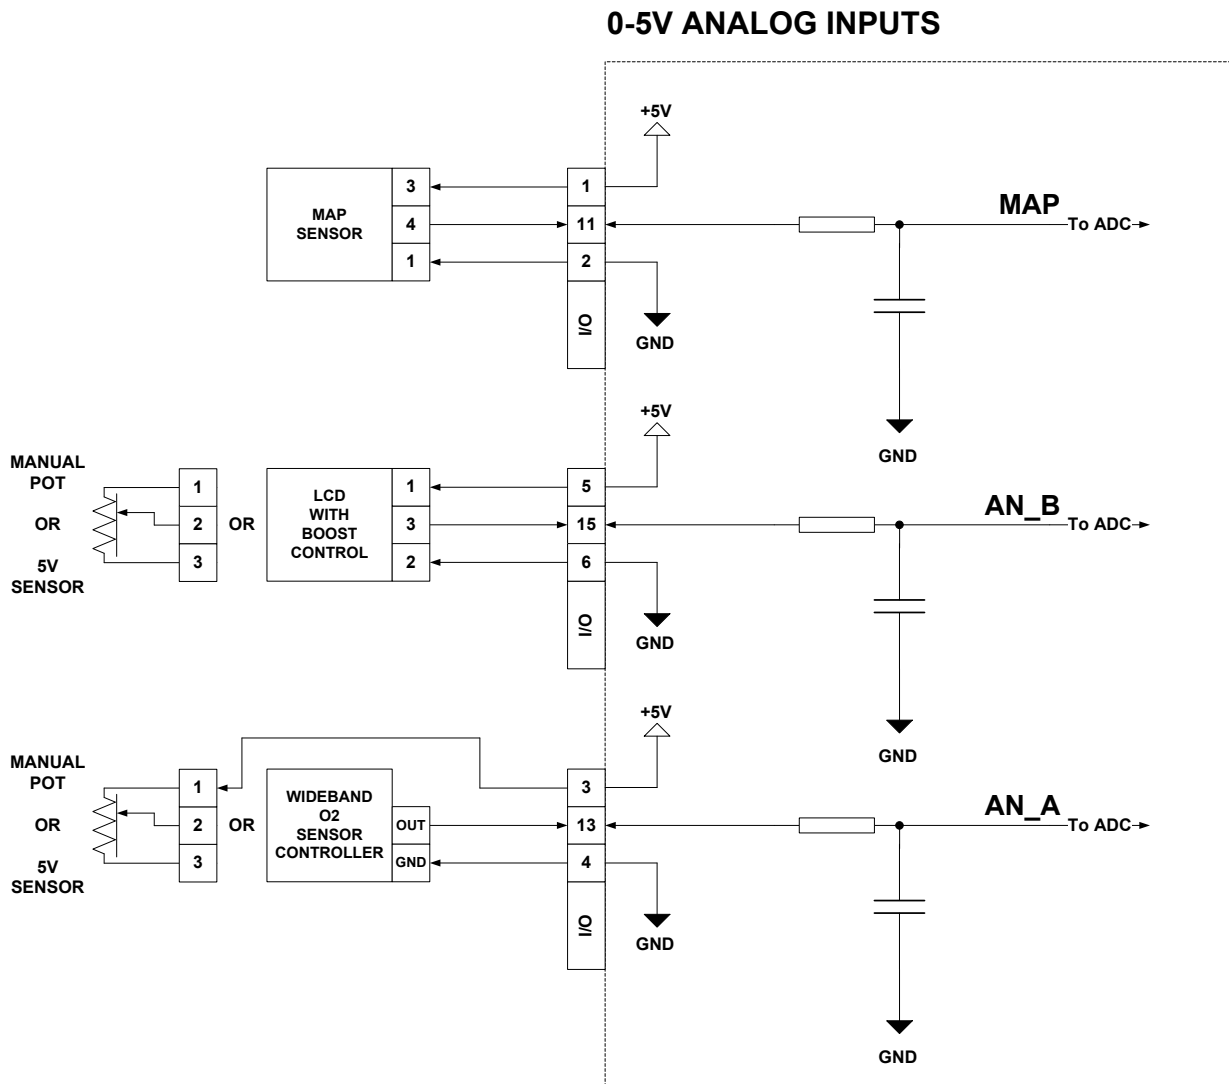 0-5V ANALOG INPUTS
+5V
MAP
SENSOR
3
4
1
1
11
2
I/O
GND
MAP
To ADC
GND
+5V
MANUAL
POT
OR
5V
SENSOR
1
2
3
OR
LCD
WITH
BOOST
CONTROL
1
3
2
5
15
6
I/O
GND
AN_B
To ADC
GND
+5V
MANUAL
POT
OR
5V
SENSOR
1
2
3
OR
WIDEBAND
O2
SENSOR
CONTROLLER
OUT
GND
3
13
4
I/O
GND
AN_A
To ADC
GND